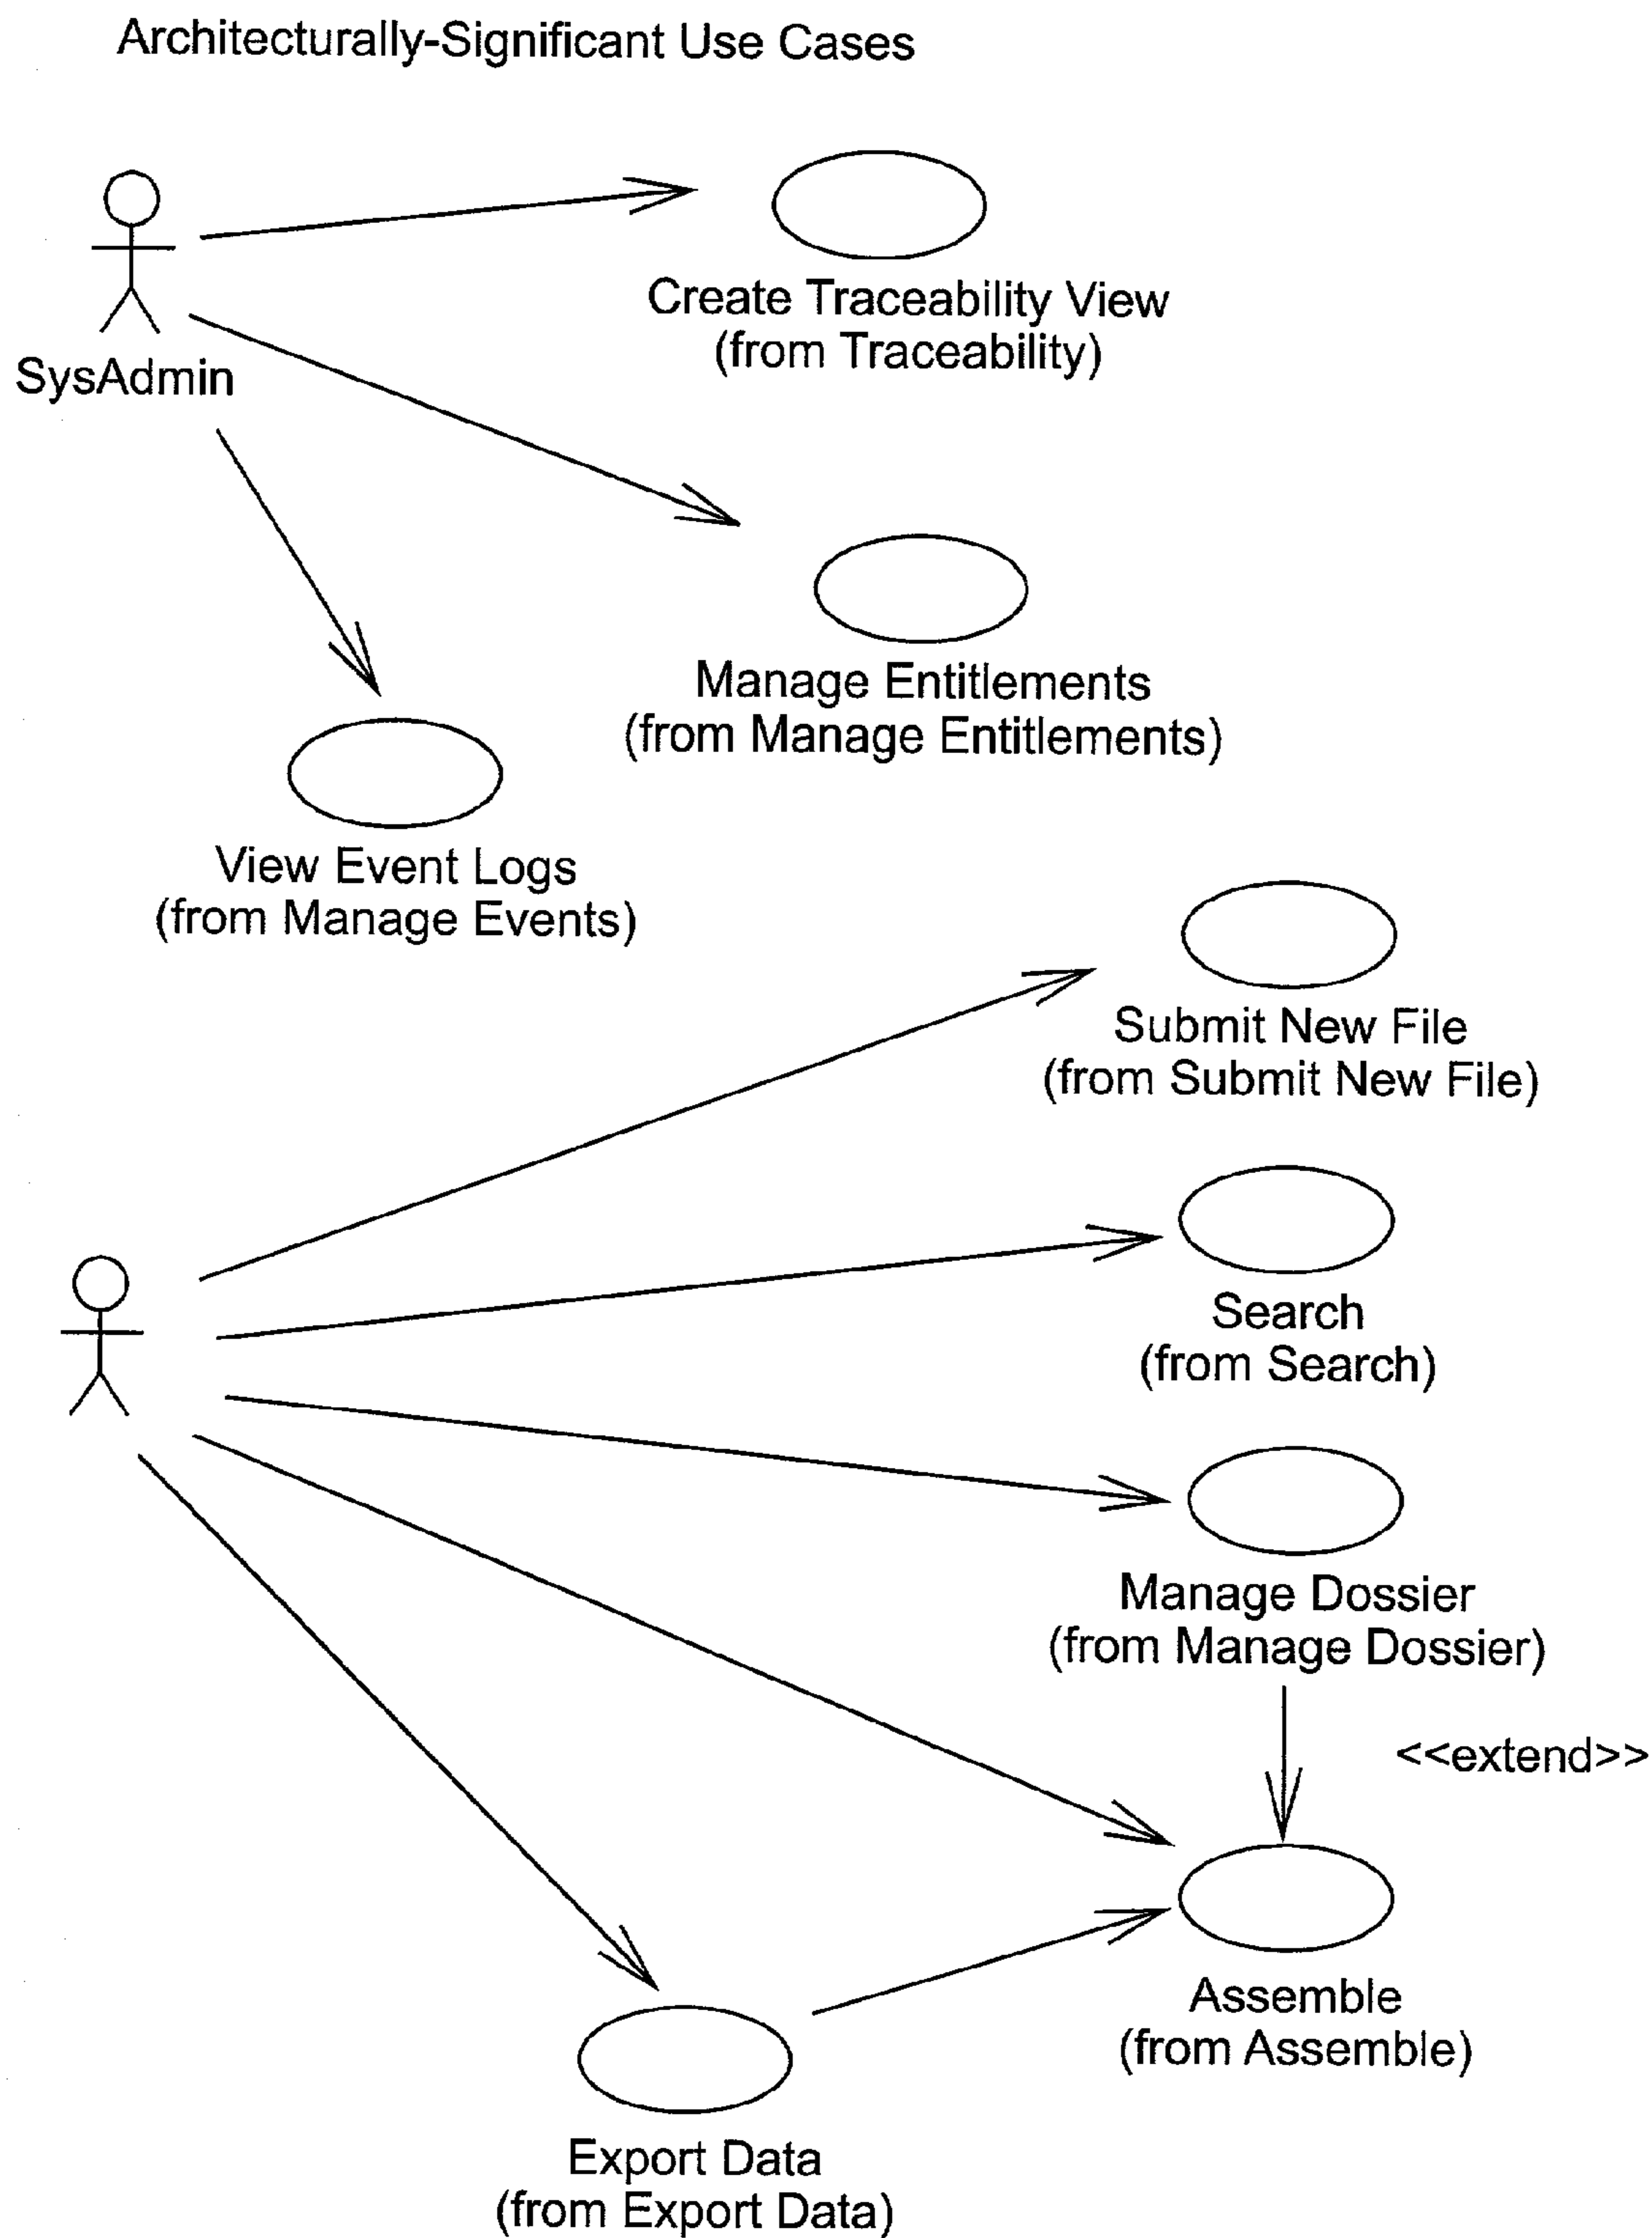 Architecturally-Significant Use Cases
Create Traceability View
(from Traceability)
SysAdmin
Manage Entitlements
(from Manage Entitlements)
View Event Logs
(from Manage Events)
Submit New File
(from Submit New File)
Search
(from Search)
Manage Dossier
(from Manage Dossier)
<<extend>>
Assemble
(from Assemble)
Export Data
(from Export Data)